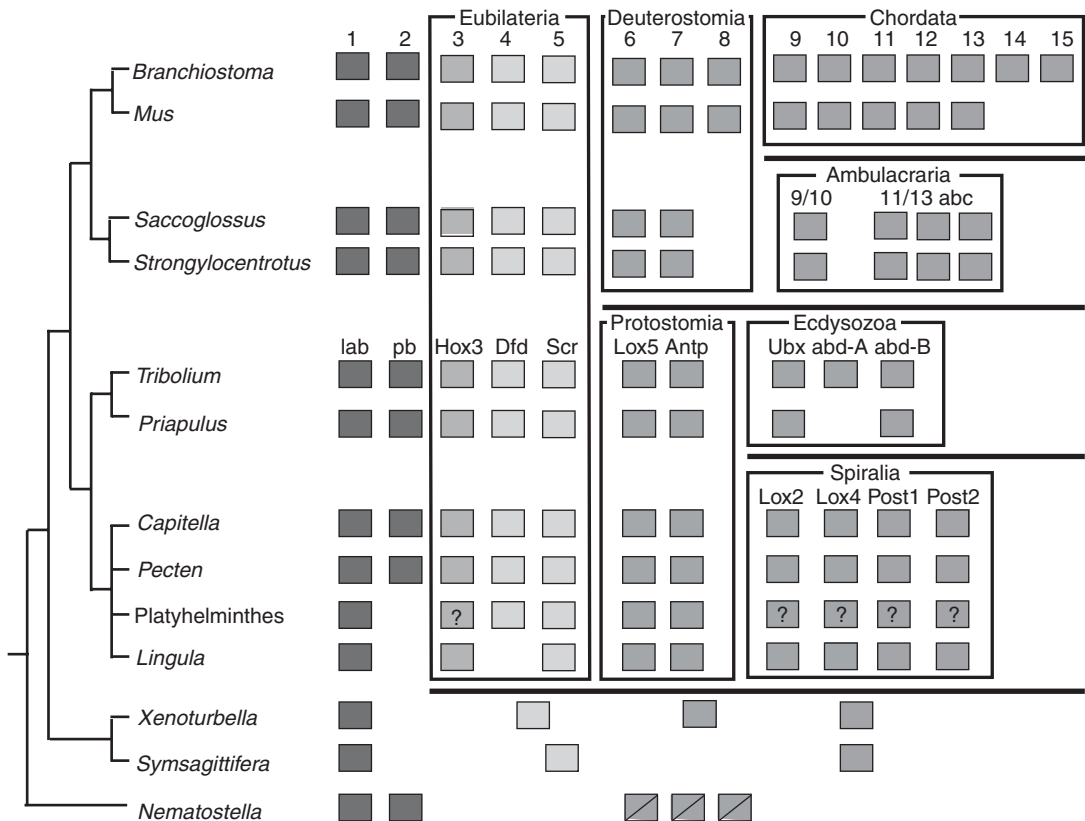 Eubilateria Deuterostomia Chordata
1 2 3 4 5 6 7 8 9 10 11 12 13 14 15
Branchiostoma
Mus
Ambulacraria
9/10 11/13 abc
Saccoglossus
Strongylocentrotus
Protostomia Ecdysozoa
lab pb Hox3 Dfd Scr Lox5 Antp Ubx abd-A abd-B
Tribolium
Priapulus
Spiralia
Lox2 Lox4 Post1 Post2
Capitella
Pecten
Platyhelminthes ? ? ? ? ?
Lingula
Xenoturbella
Symsagittifera
Nematostella